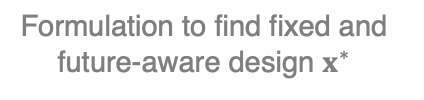 Formulation to find fixed and
future-aware design x*